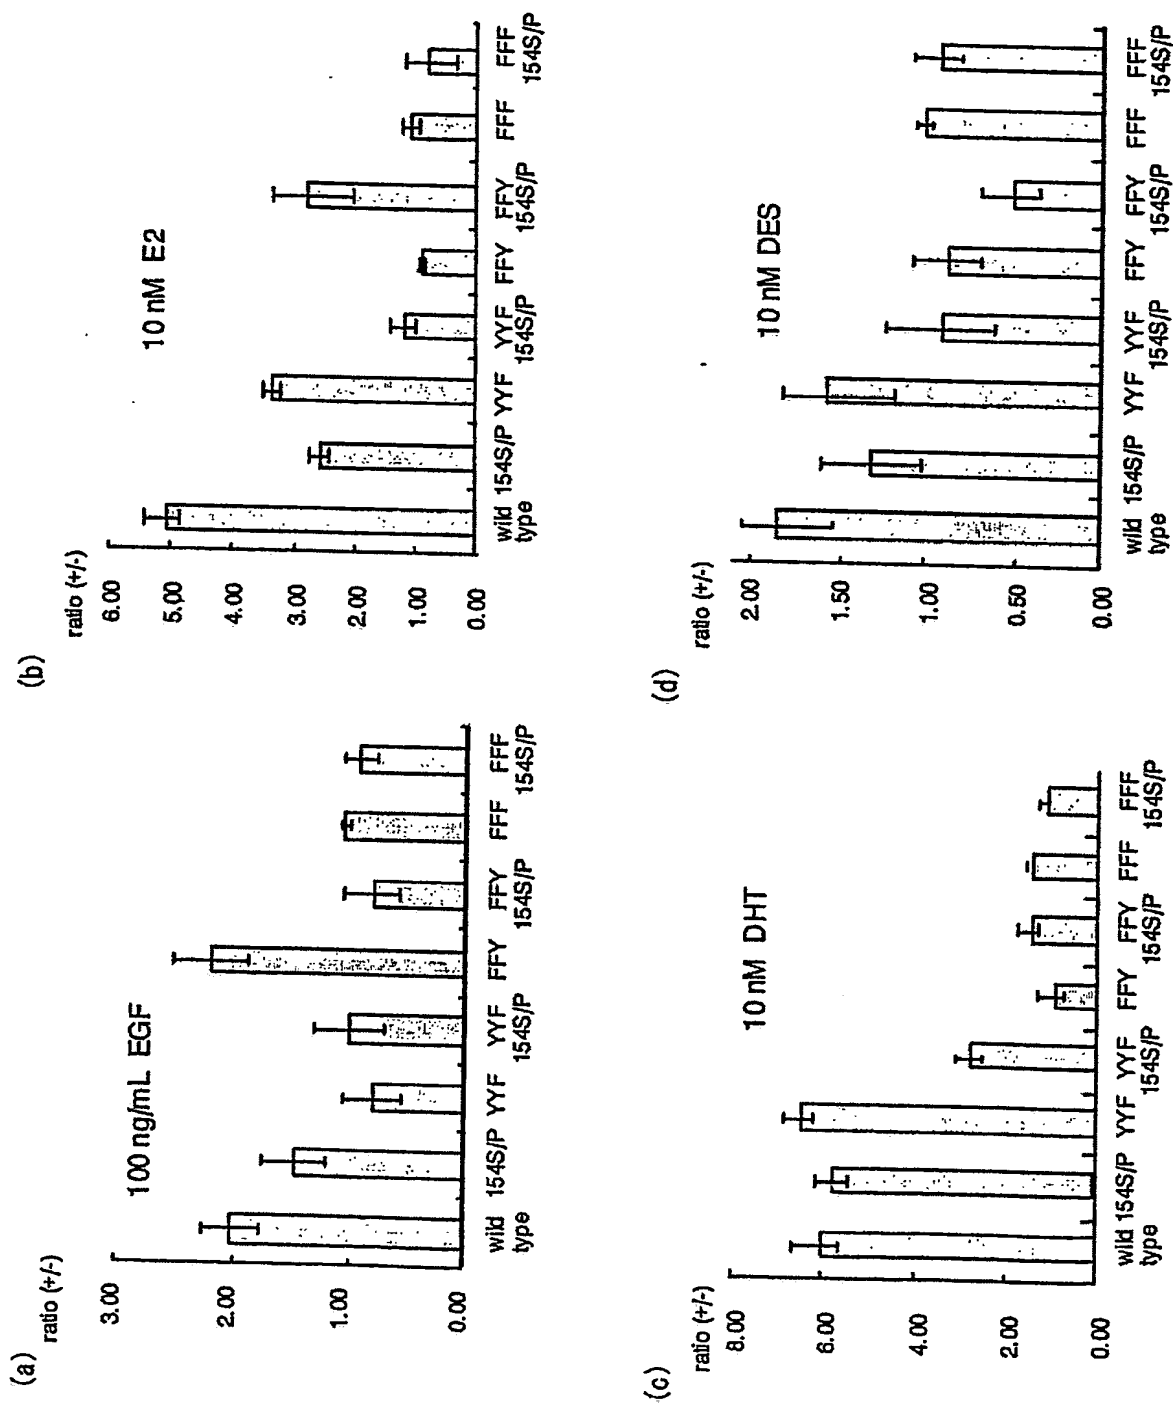 (a)
ratio (+/-)
100 ng/mL EGF
3.00
2.00
1.00
0.00
wild 154S/P YYF YYF FFY FFY FFF FFF
type 154S/P 154S/P 154S/P
(b)
ratio (+/-)
10 nM E2
6.00
5.00
4.00
3.00
2.00
1.00
0.00
wild 154S/P YYF YYF FFY FFY FFF FFF
type 154S/P 154S/P 154S/P
(c)
ratio (+/-)
10 nM DHT
8.00
6.00
4.00
2.00
0.00
wild 154S/P YYF YYF FFY FFY FFF FFF
type 154S/P 154S/P 154S/P
(d)
ratio (+/-)
10 nM DES
2.00
1.50
1.00
0.50
0.00
wild 154S/P YYF YYF FFY FFY FFF FFF
type 154S/P 154S/P 154S/P